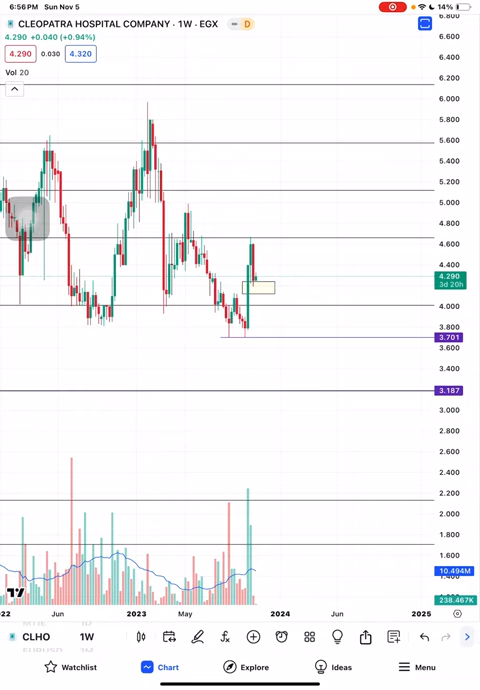 6:56 PM Sun Nov 5
14%
CLEOPATRA HOSPITAL COMPANY · 1W · EGX
D
4.290 +0.040 (+0.94%)
4.290 0.030 4.320
Vol 20
6.800
6.600
6.400
6.200
6.000
5.800
5.600
5.400
5.200
5.000
4.800
4.600
4.400
4.290
3d 20h
4.000
3.800
3.701
3.600
3.400
3.187
3.000
2.800
2.600
2.400
2.200
2.000
1.800
1.600
10.494M
1.400
238.467K
2022 Jun 2023 May 2024 Jun 2025
CLHO 1W
Watchlist Chart Explore Ideas Menu